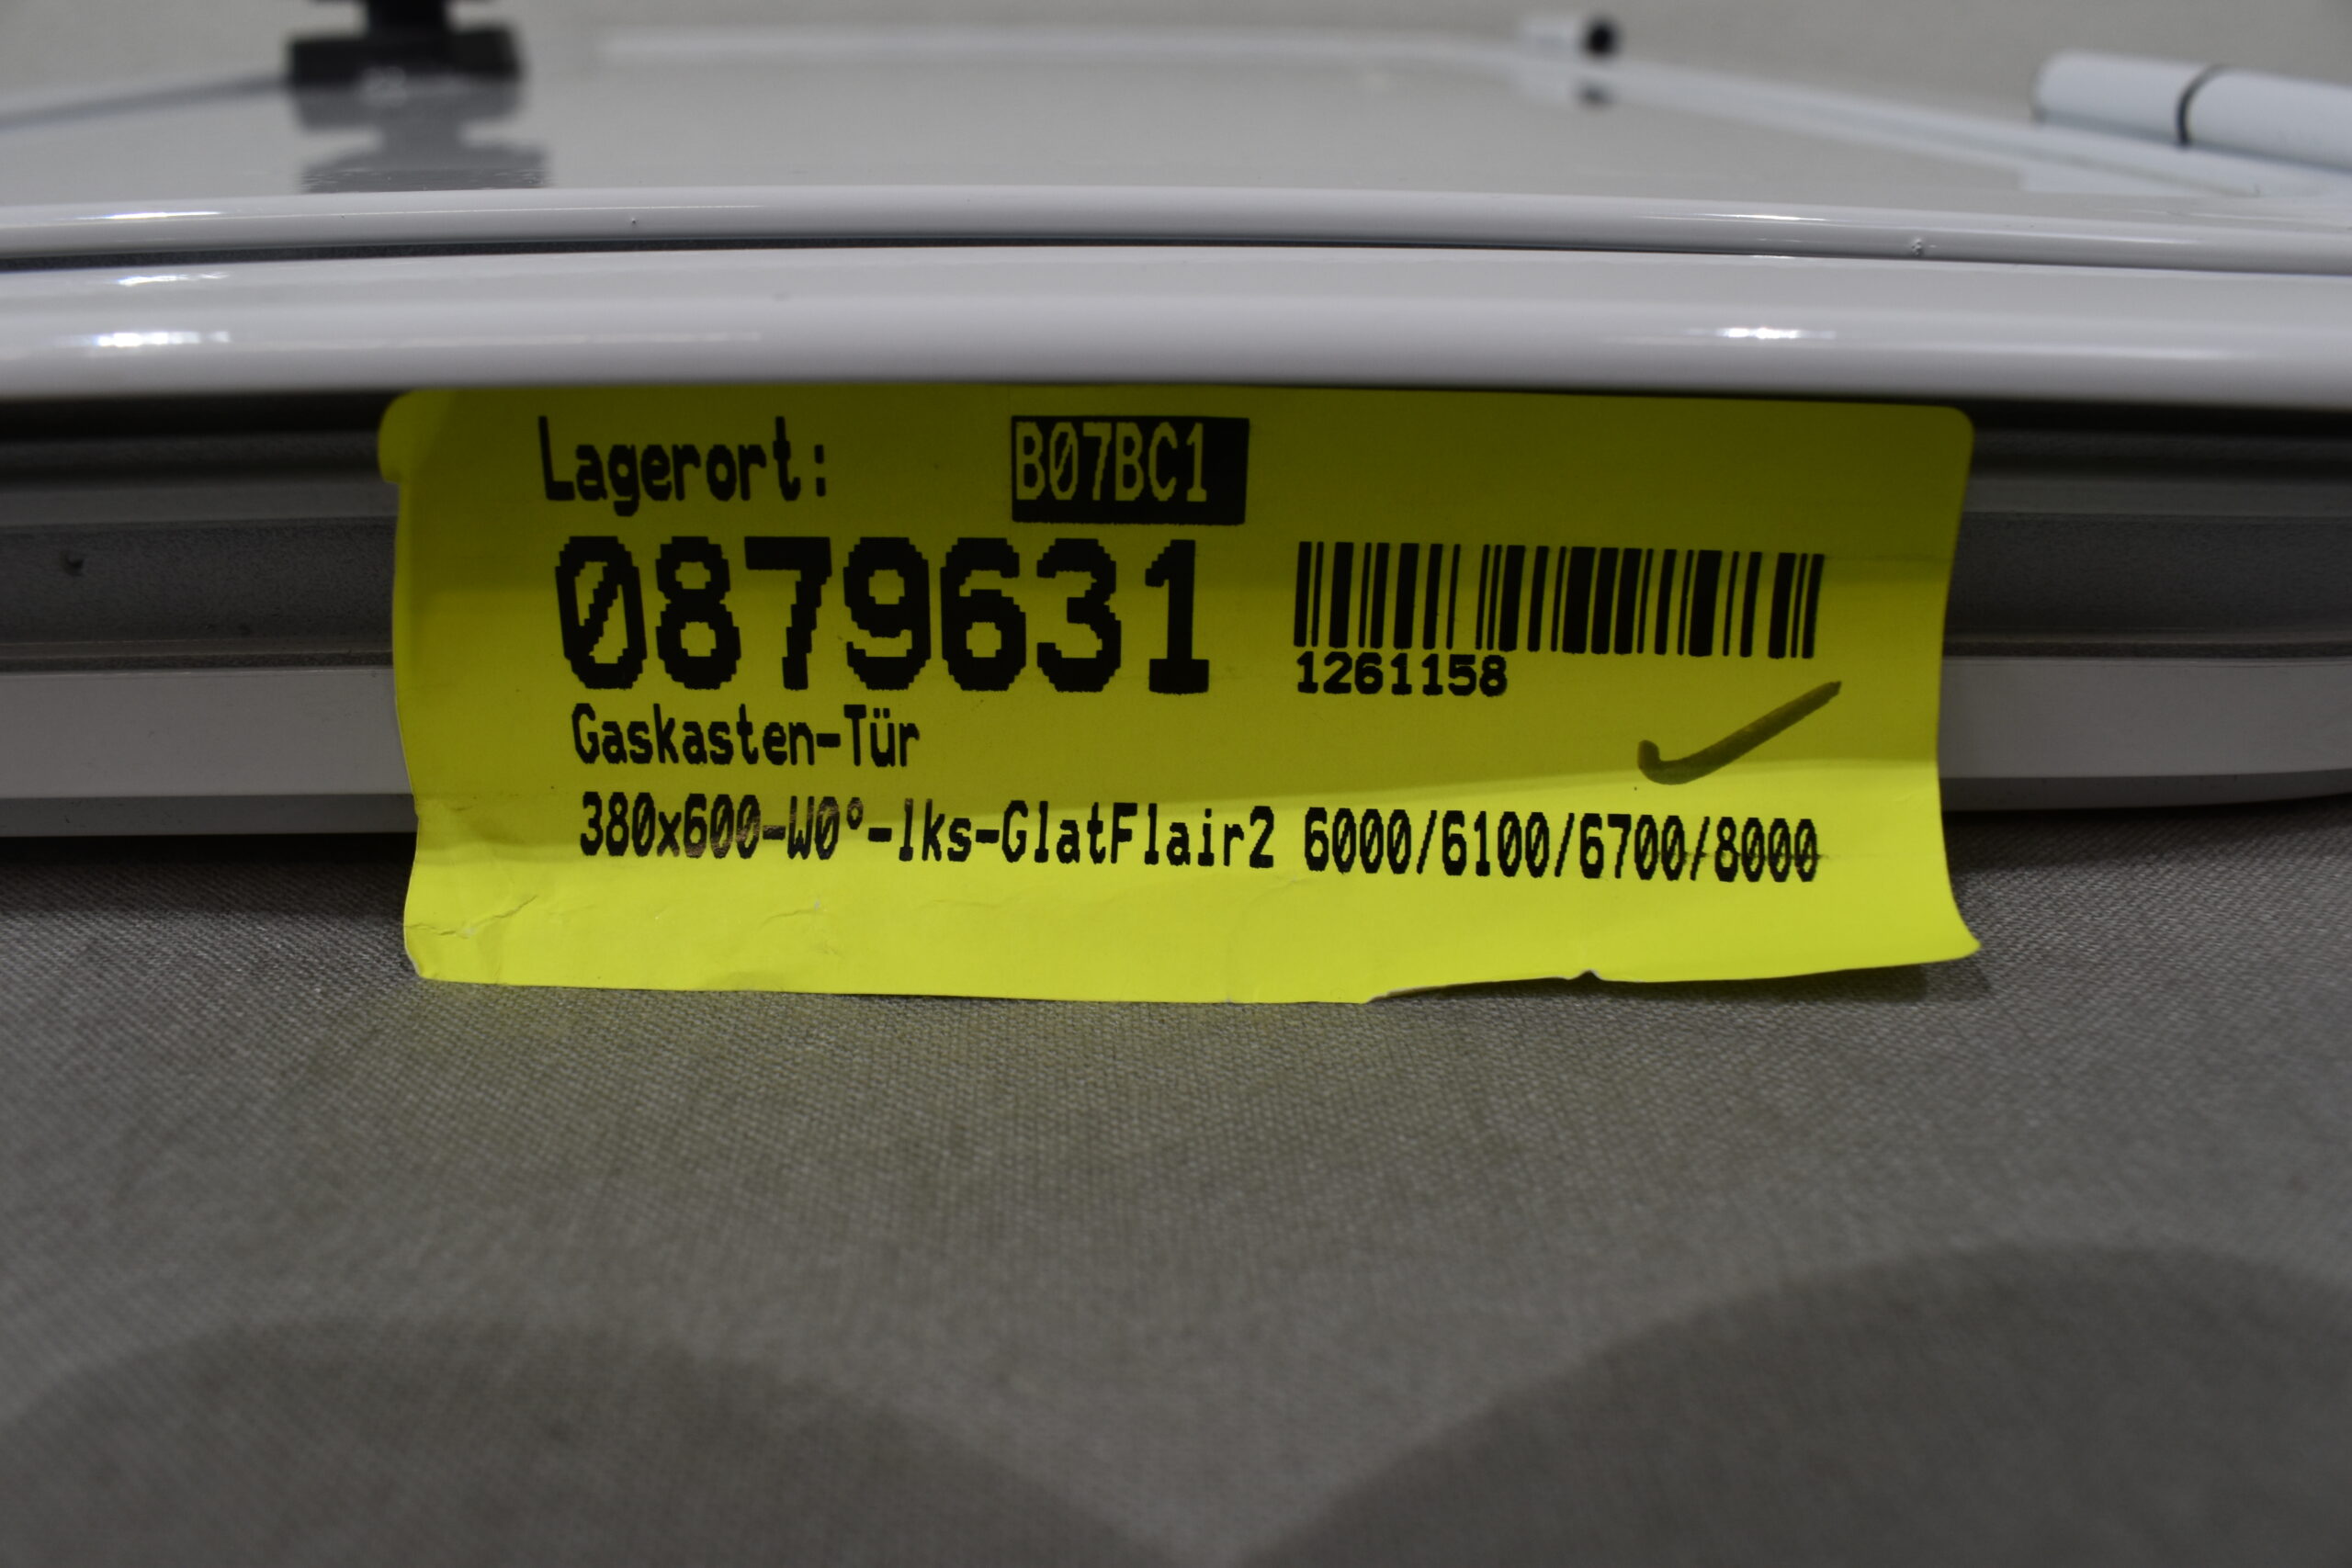 Lagerort: B07BC1
0879631
1261158
Gaskasten-Tür
380x600-W0°-lks-GlatFlair2 6000/6100/6700/8000